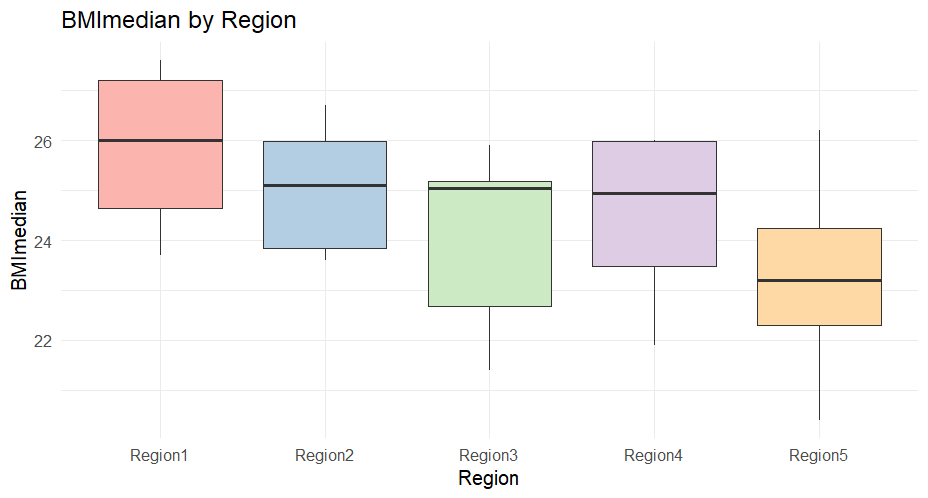 BMImedian by Region
BMImedian
26
24
22
Region1 Region2 Region3 Region4 Region5
Region